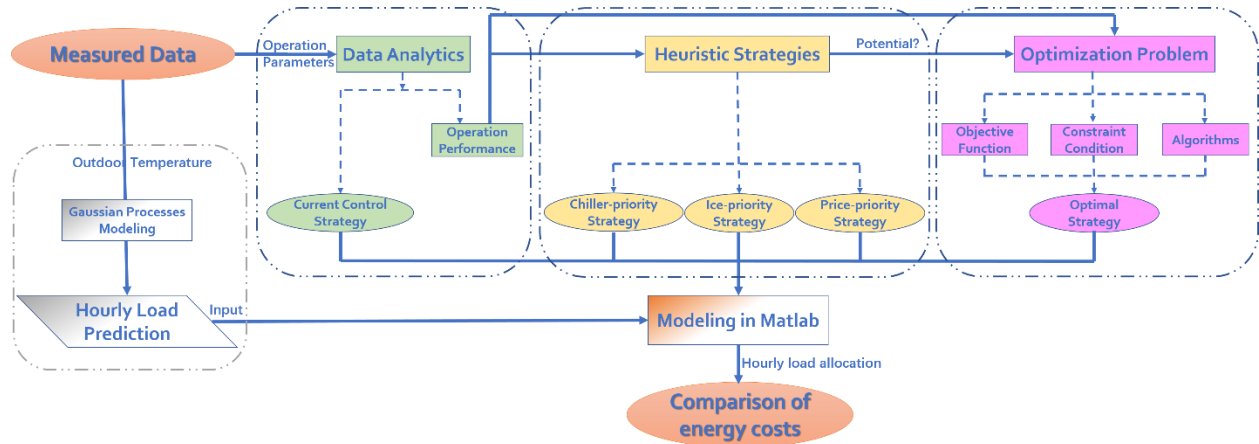 Measured Data
Operation
Parameters
Data Analytics
Heuristic Strategies
Potential?
Optimization Problem
Operation
Performance
Objective
Function
Constraint
Condition
Algorithms
Outdoor Temperature
Gaussian Processes
Modeling
Current Control
Strategy
Chiller-priority
Strategy
Ice-priority
Strategy
Price-priority
Strategy
Optimal
Strategy
Hourly Load
Prediction
Input
Modeling in Matlab
Hourly load allocation
Comparison of
energy costs